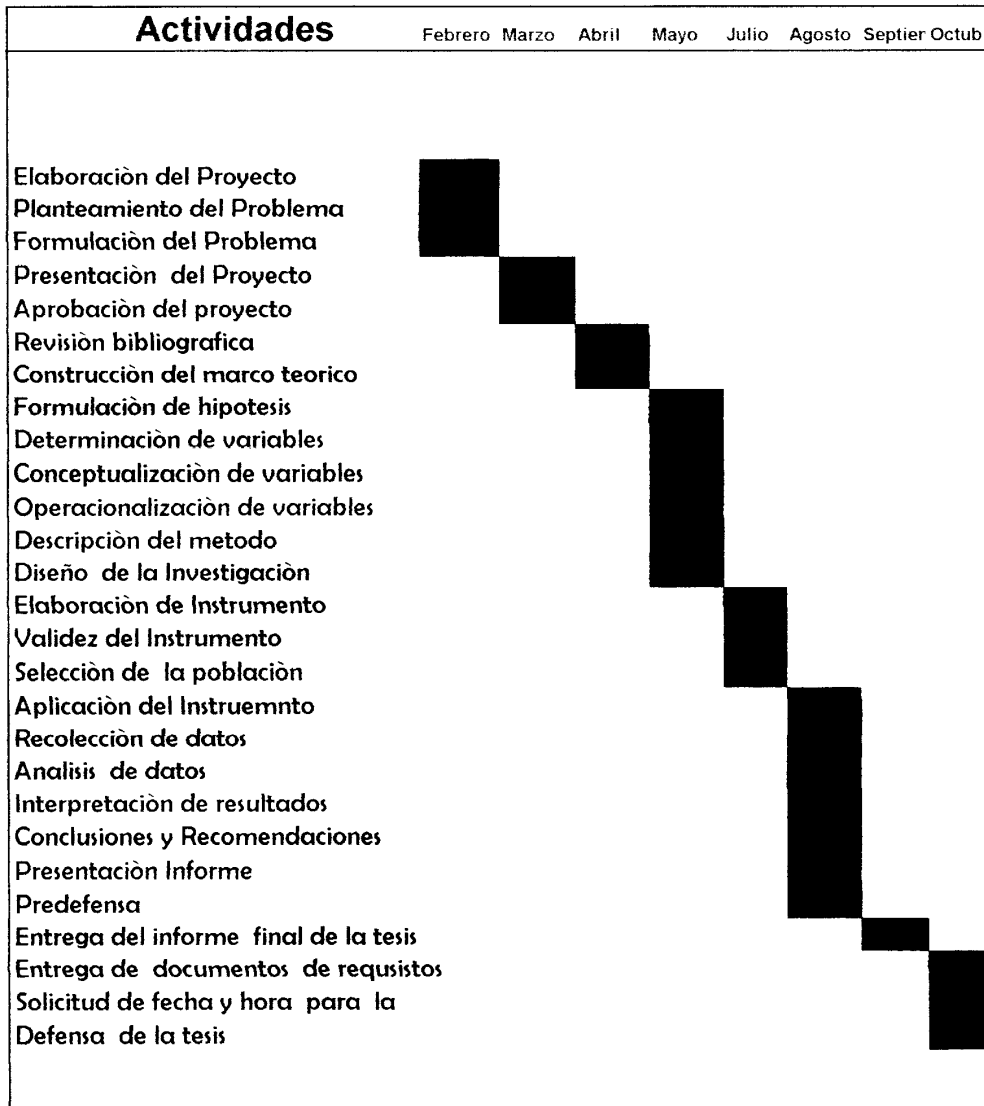 Actividades Febrero Marzo Abril Mayo Julio Agosto Septier Octub
Elaboraciòn del Proyecto
Planteamiento del Problema
Formulaciòn del Problema
Presentaciòn del Proyecto
Aprobaciòn del proyecto
Revisiòn bibliografica
Construcciòn del marco teorico
Formulaciòn de hipotesis
Determinaciòn de variables
Conceptualizaciòn de variables
Operacionalizaciòn de variables
Descripciòn del metodo
Diseño de la Investigaciòn
Elaboraciòn de Instrumento
Validez del Instrumento
Selecciòn de la poblaciòn
Aplicaciòn del Instruemnto
Recolecciòn de datos
Analisis de datos
Interpretaciòn de resultados
Conclusiones y Recomendaciones
Presentaciòn Informe
Predefensa
Entrega del informe final de la tesis
Entrega de documentos de requsistos
Solicitud de fecha y hora para la
Defensa de la tesis